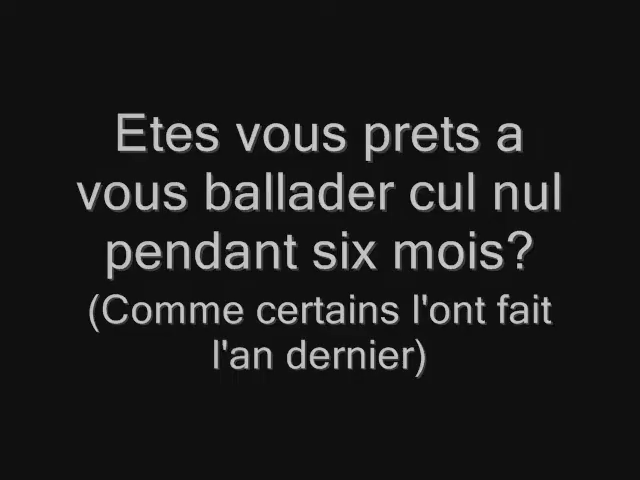 Etes vous prets a
vous ballader cul nul
pendant six mois?
(Comme certains l'ont fait
l'an dernier)